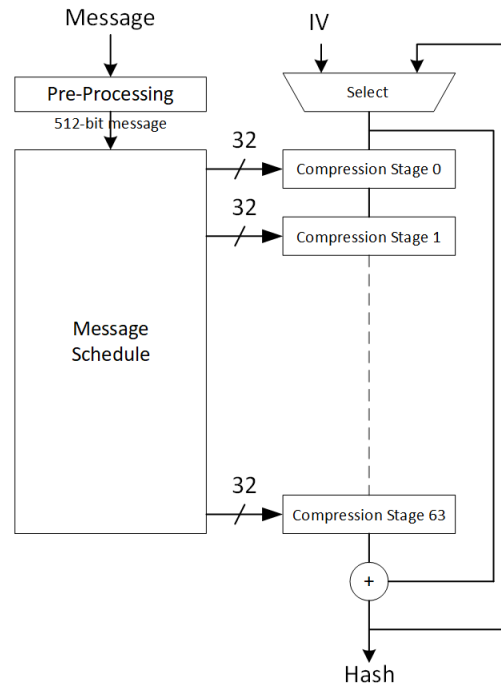 Message
IV
Pre-Processing
Select
512-bit message
32
Compression Stage 0
32
Compression Stage 1
Message
Schedule
32
Compression Stage 63
+
Hash